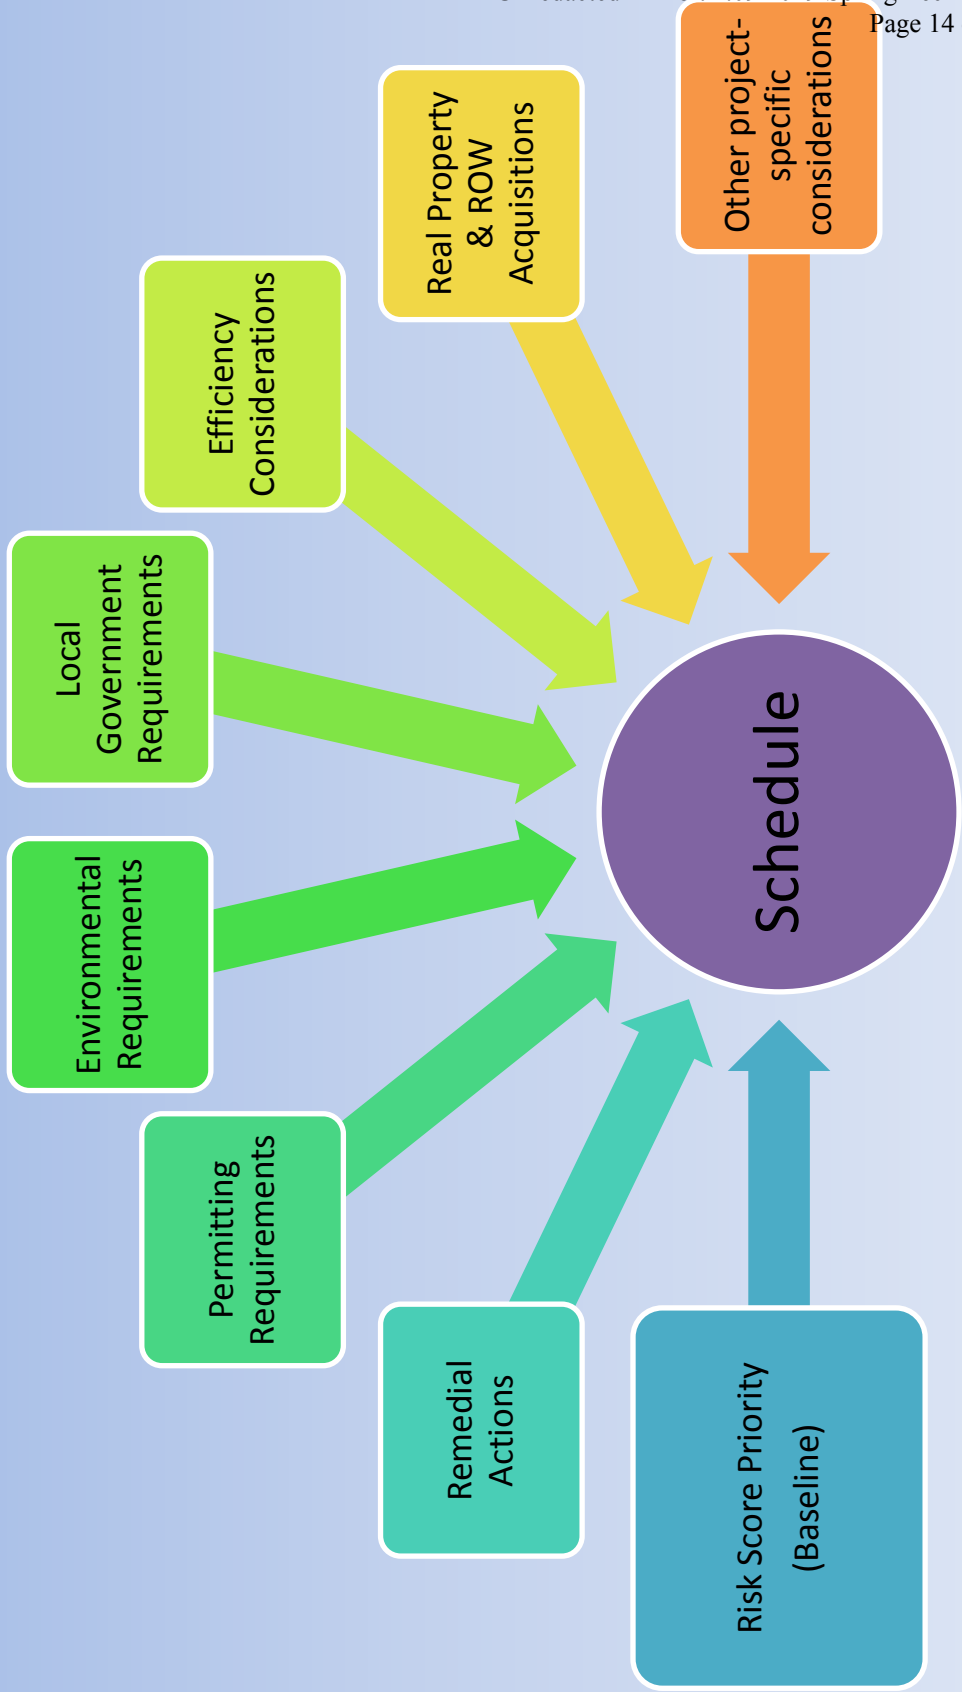 Page 14
Risk Score Priority
(Baseline)
Remedial
Actions
Permitting
Requirements
Environmental
Requirements
Local
Government
Requirements
Efficiency
Considerations
Real Property
& ROW
Acquisitions
Other project-
specific
considerations
Schedule